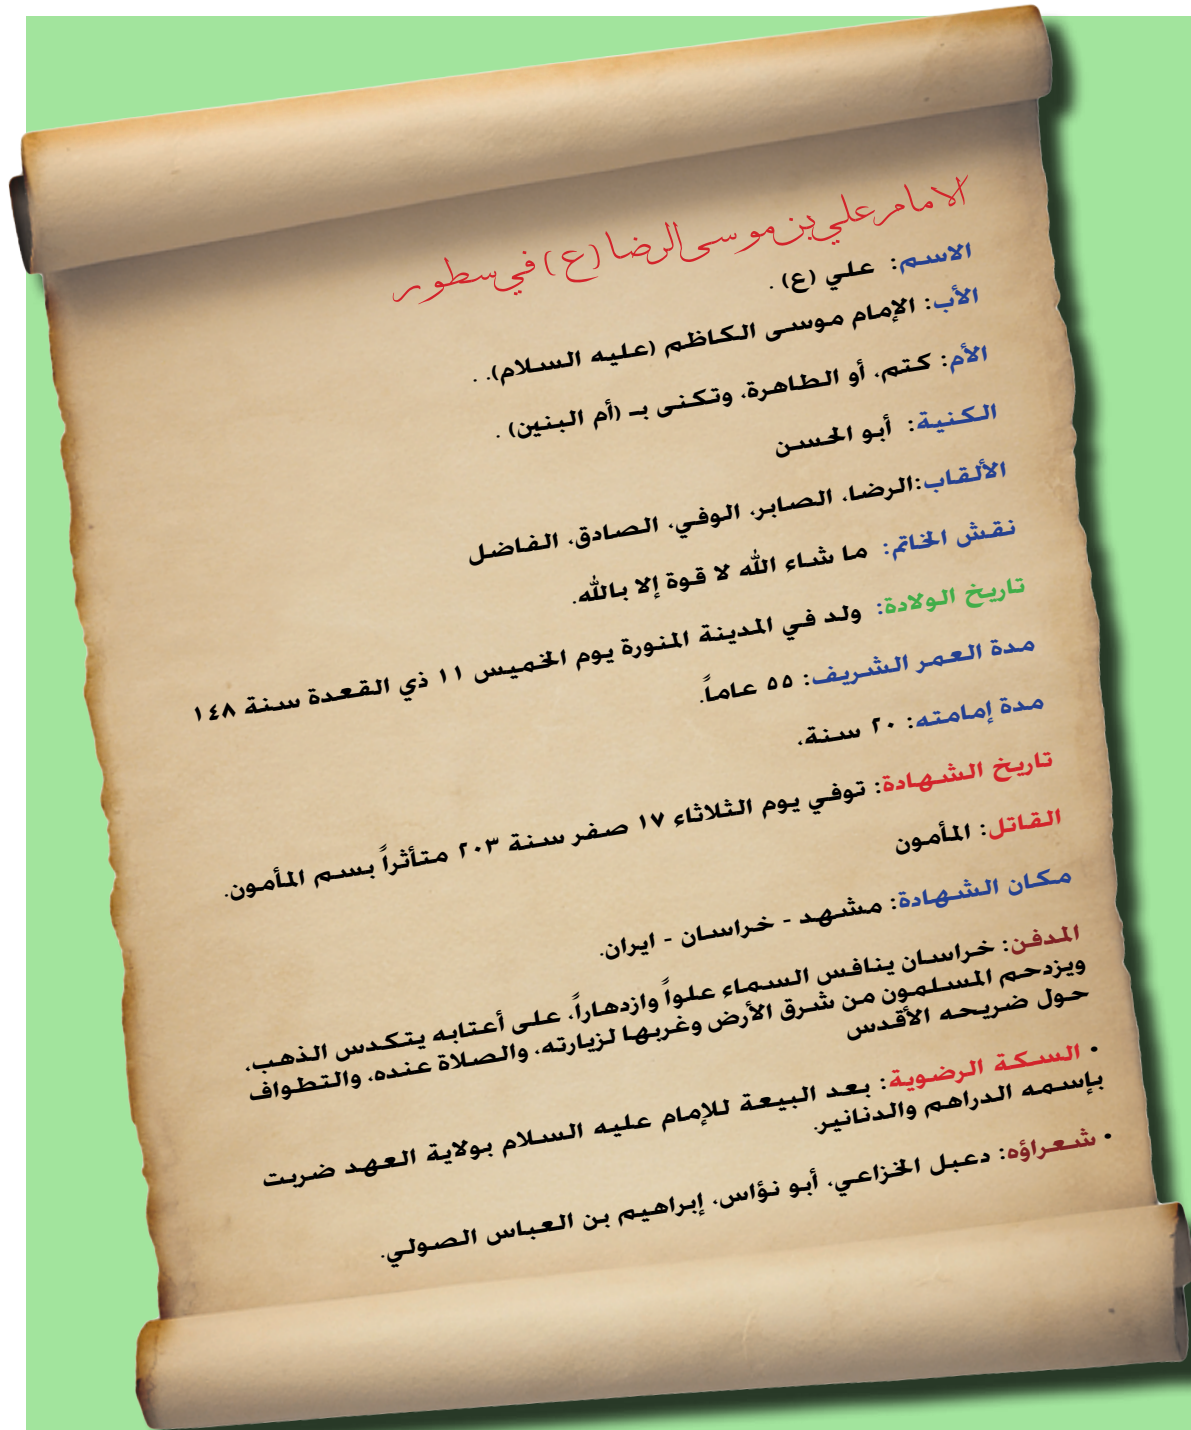 الامام علي بن موسى الرضا (ع) في سطور
الاسم: علي (ع) .
الأب: الإمام موسى الكاظم (عليه السلام). .
الأم: كتم، أو الطاهرة، وتكنى بـ (أم البنين) .
الكنية: أبو الحسن
الألقاب:الرضا، الصابر، الوفي، الصادق، الفاضل
نقش الخاتم: ما شاء الله لا قوة إلا بالله.
تاريخ الولادة: ولد في المدينة المنورة يوم الخميس ١١ ذي القعدة سنة ١٤٨
مدة العمر الشريف: ٥٥ عاماً.
مدة إمامته: ٢٠ سنة،
تاريخ الشهادة: توفي يوم الثلاثاء ١٧ صفر سنة ٢٠٣ متأثراً بسم المأمون.
القاتل: المأمون
مكان الشهادة: مشهد - خراسان - ايران.
المدفن: خراسان ينافس السماء علواً وازدهاراً، على أعتابه يتكدس الذهب،
ويزدحم المسلمون من شرق الأرض وغربها لزيارته، والصلاة عنده، والتطواف
حول ضريحه الأقدس
• السكة الرضوية: بعد البيعة للإمام عليه السلام بولاية العهد ضربت
بإسمه الدراهم والدنانير.
• شعراؤه: دعبل الخزاعي، أبو نؤاس، إبراهيم بن العباس الصولي.